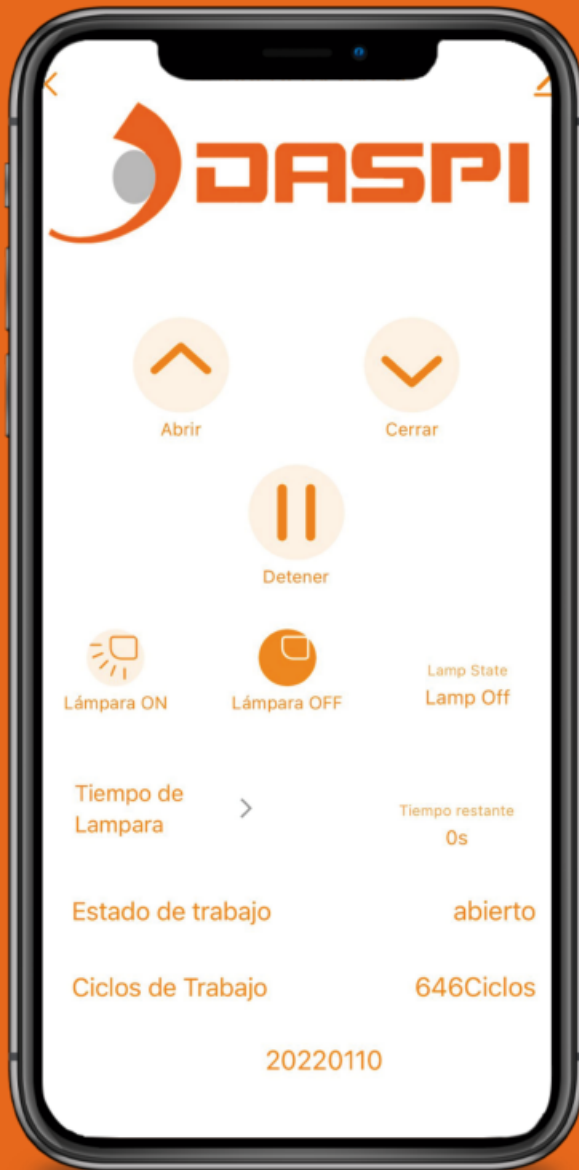 DASPI
Abrir
Cerrar
Detener
Lámpara ON
Lámpara OFF
Lamp State
Lamp Off
Tiempo de
Lampara
Tiempo restante
0s
Estado de trabajo
abierto
Ciclos de Trabajo
646Ciclos
20220110